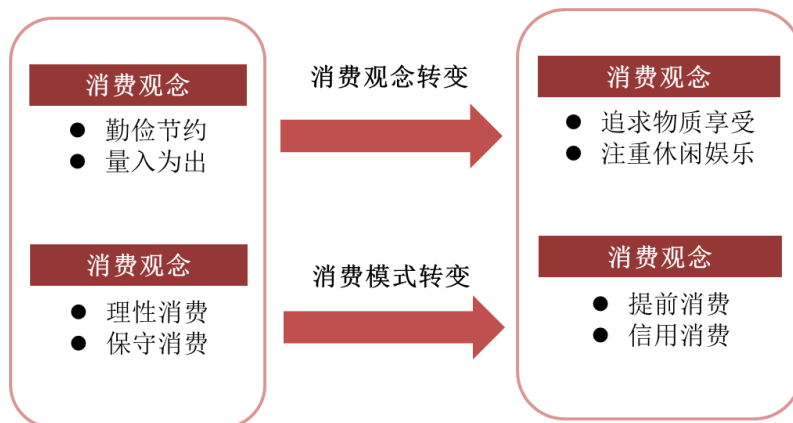 消费观念
勤俭节约
量入为出
消费观念转变
消费观念
追求物质享受
注重休闲娱乐
消费观念
理性消费
保守消费
消费模式转变
消费观念
提前消费
信用消费